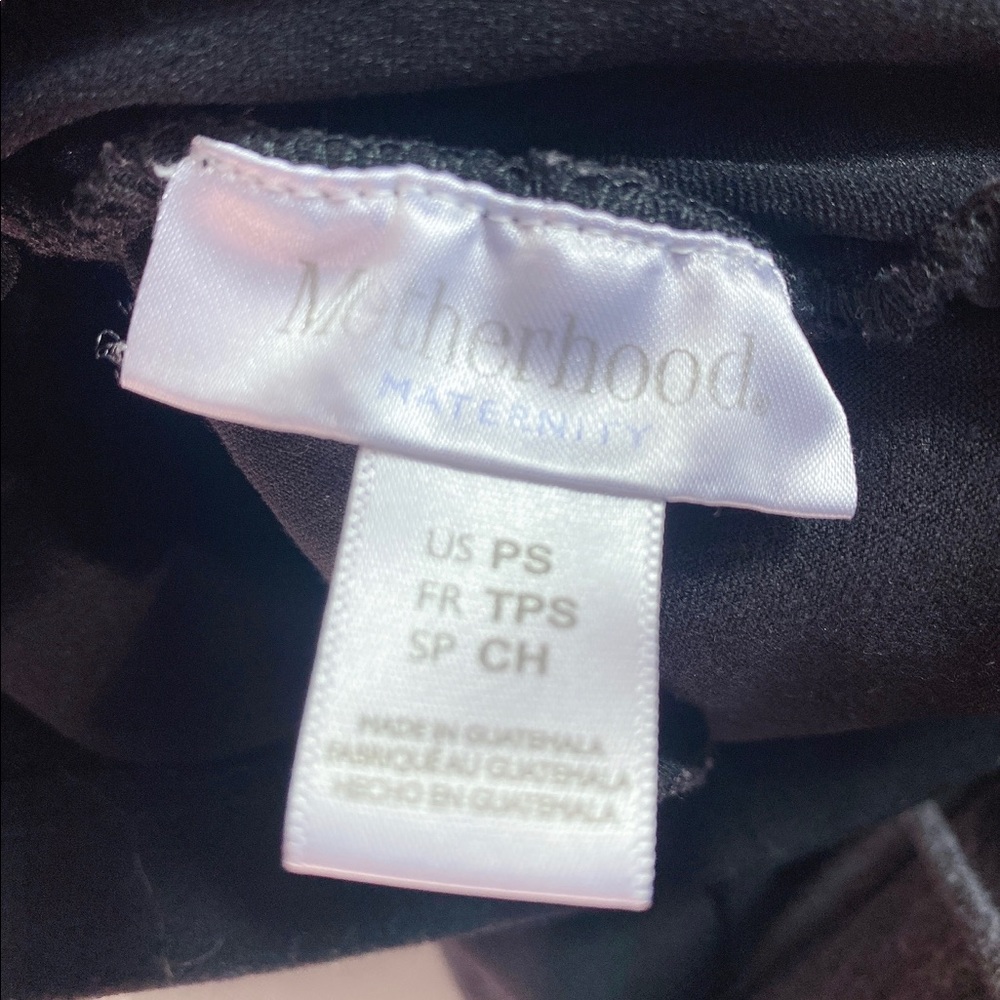 Motherhood.
MATERNITY
US PS
FR TPS
SP CH
MADE IN GUATEMALA
FABRIQUÉ AU GUATEMALA
HECHO EN GUATEMALA